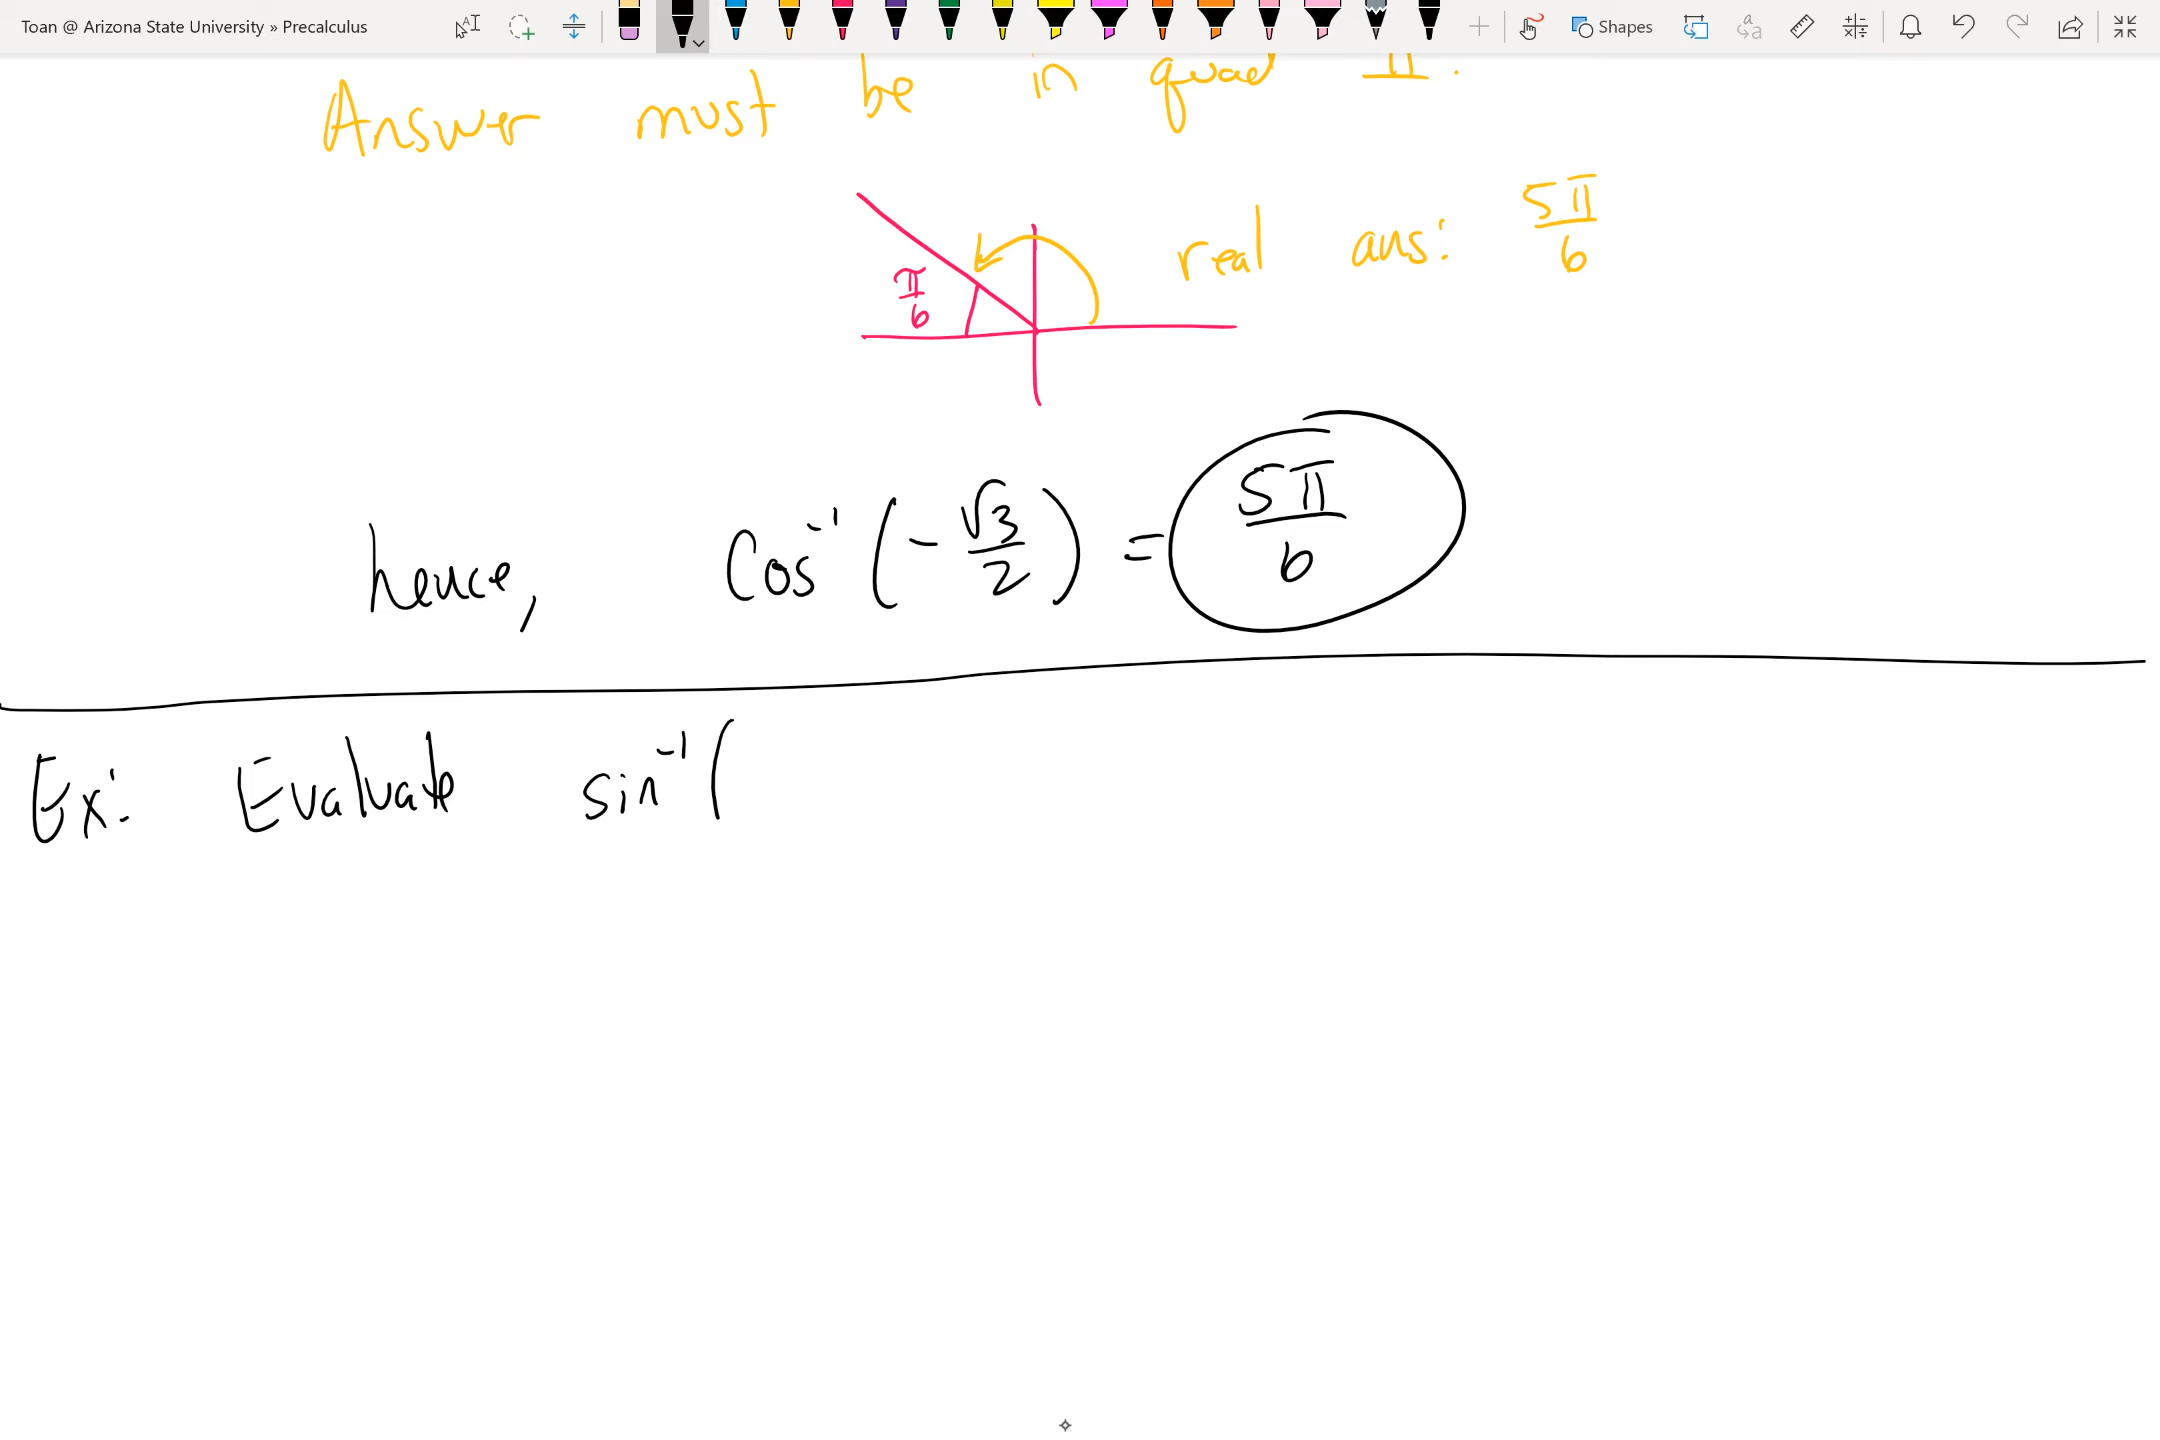 Toan @ Arizona State University » Precalculus
Shapes
Answer must be in quad II.
π/6
real ans: 5π/6
hence, Cos⁻¹(-√3/2) = 5π/6
Ex: Evaluate sin⁻¹(